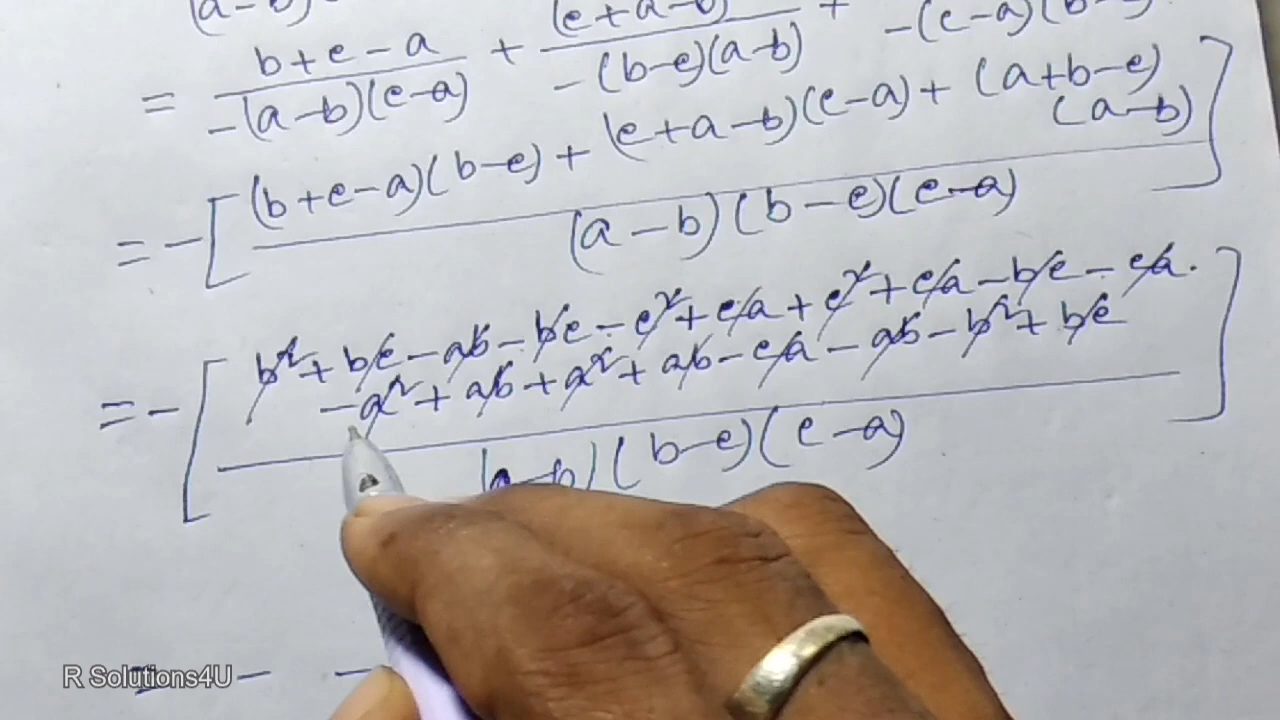 (a-b)
= b+c-a / -(a-b)(c-a) + (c+a-b) / -(b-c)(a-b) + -(c-a)(b-
= - [ (b+c-a)(b-c) + (c+a-b)(c-a) + (a+b-c)
(a-b) ]
(a-b)(b-c)(c-a)
= - [ b²+bc-ab-bc-c²+ca+c²+ca-bc-ca
-a²+ab+a²+ab-ca-ab-b²+bc ]
(a-b)(b-c)(c-a)
= - -
R Solutions4U